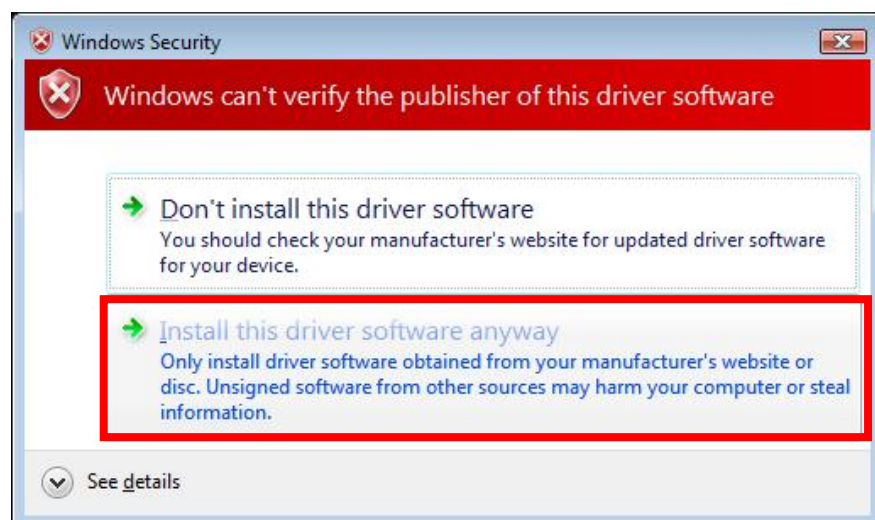 Windows Security
Windows can't verify the publisher of this driver software
Don't install this driver software
You should check your manufacturer's website for updated driver software
for your device.
Install this driver software anyway
Only install driver software obtained from your manufacturer's website or
disc. Unsigned software from other sources may harm your computer or steal
information.
See details